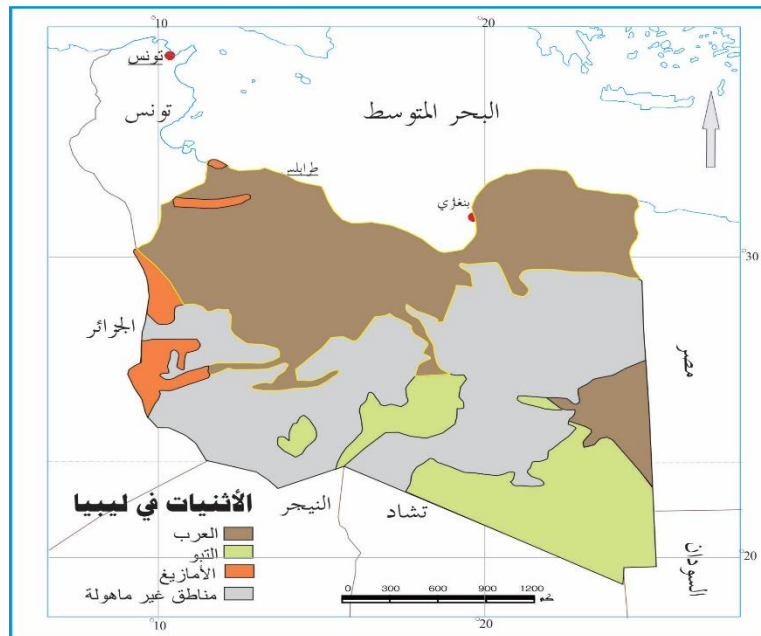 10
20
تونس
تونس
البحر المتوسط
طرابلس
بنغازي
30
الجزائر
مصر
الأثنيات في ليبيا
النيجر
تشاد
السودان
العرب
التبو
الأمازيغ
مناطق غير ماهولة
20
0 300 600 900 1200 كم
10
20